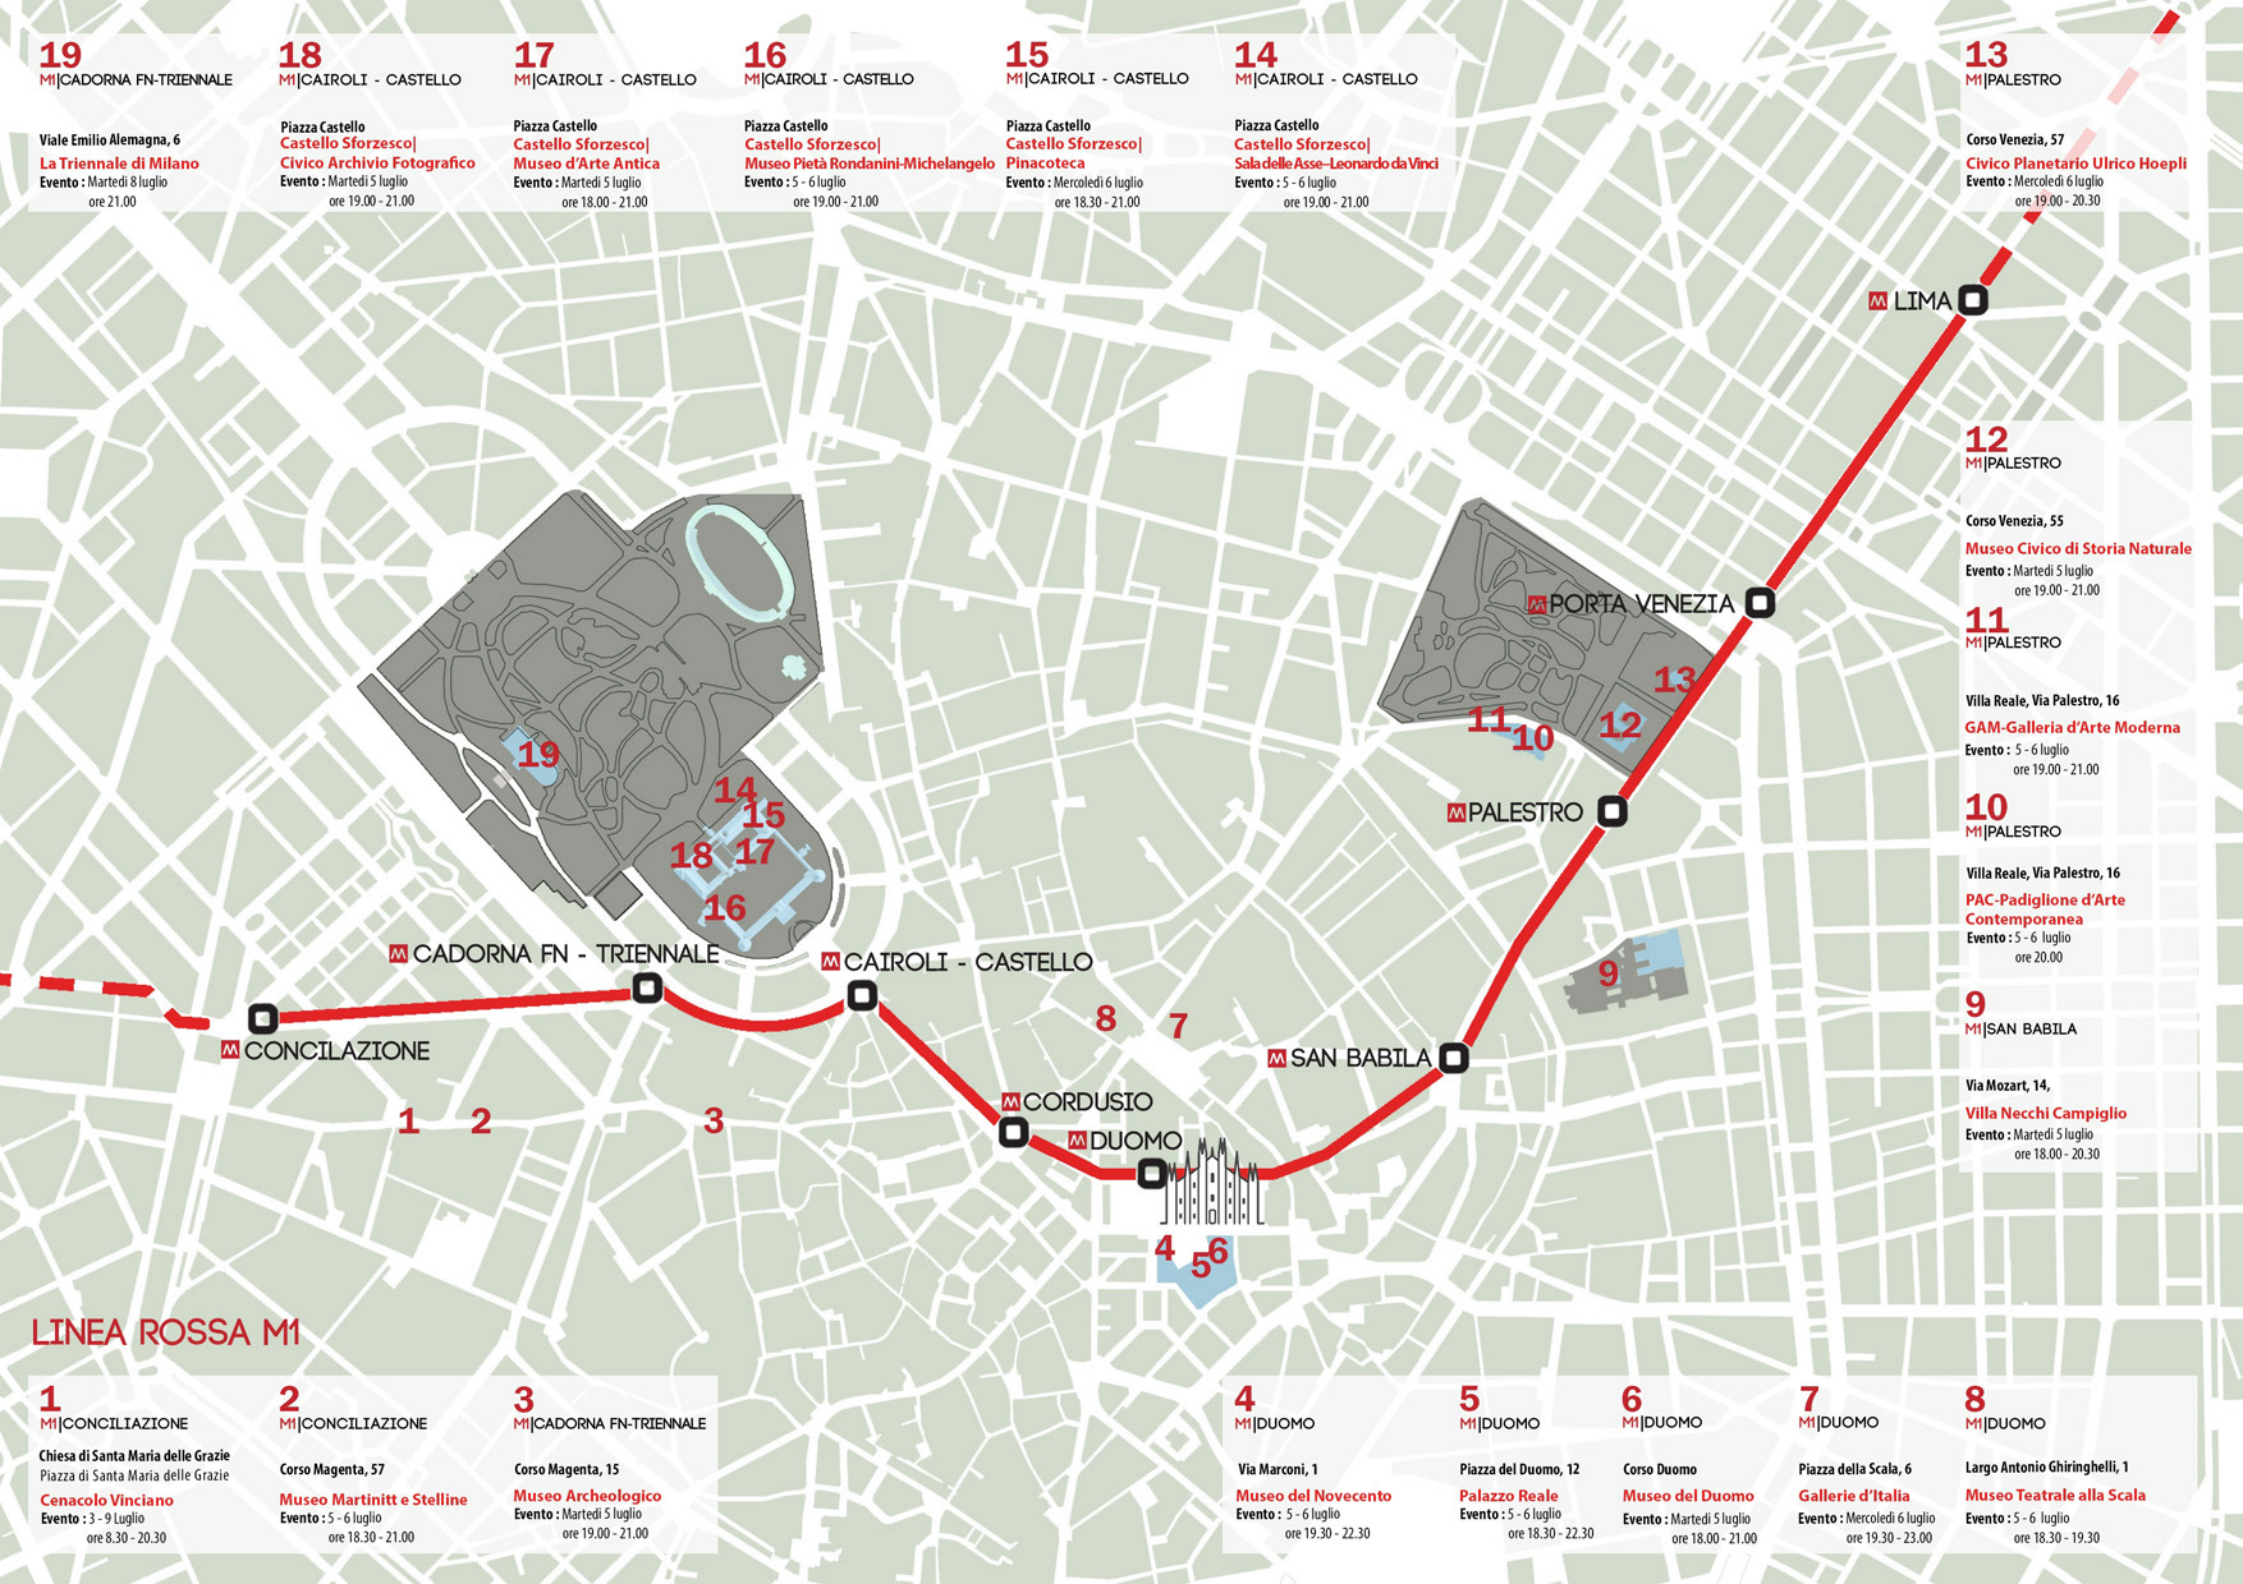 19
M1|CADORNA FN-TRIENNALE
Viale Emilio Alemagna, 6
La Triennale di Milano
Evento : Martedi 8 luglio
ore 21.00
18
M1|CAIROLI - CASTELLO
Piazza Castello
Castello Sforzesco|
Civico Archivio Fotografico
Evento : Martedi 5 luglio
ore 19.00 - 21.00
17
M1|CAIROLI - CASTELLO
Piazza Castello
Castello Sforzesco|
Museo d'Arte Antica
Evento : Martedi 5 luglio
ore 18.00 - 21.00
16
M1|CAIROLI - CASTELLO
Piazza Castello
Castello Sforzesco|
Museo Pietà Rondanini-Michelangelo
Evento : 5 - 6 luglio
ore 19.00 - 21.00
15
M1|CAIROLI - CASTELLO
Piazza Castello
Castello Sforzesco|
Pinacoteca
Evento : Mercoledì 6 luglio
ore 18.30 - 21.00
14
M1|CAIROLI - CASTELLO
Piazza Castello
Castello Sforzesco|
Sala delle Asse–Leonardo da Vinci
Evento : 5 - 6 luglio
ore 19.00 - 21.00
13
M1|PALESTRO
Corso Venezia, 57
Civico Planetario Ulrico Hoepli
Evento : Mercoledì 6 luglio
ore 19.00 - 20.30
M LIMA
12
M1|PALESTRO
Corso Venezia, 55
Museo Civico di Storia Naturale
Evento : Martedi 5 luglio
ore 19.00 - 21.00
11
M1|PALESTRO
Villa Reale, Via Palestro, 16
GAM-Galleria d'Arte Moderna
Evento : 5 - 6 luglio
ore 19.00 - 21.00
10
M1|PALESTRO
Villa Reale, Via Palestro, 16
PAC-Padiglione d'Arte
Contemporanea
Evento : 5 - 6 luglio
ore 20.00
9
M1|SAN BABILA
Via Mozart, 14,
Villa Necchi Campiglio
Evento : Martedi 5 luglio
ore 18.00 - 20.30
M PORTA VENEZIA
13
12
11
10
M PALESTRO
19
14
15
18
17
16
9
M CADORNA FN - TRIENNALE
M CAIROLI - CASTELLO
8
7
M CONCILAZIONE
M SAN BABILA
1
2
3
M CORDUSIO
M DUOMO
4
5
6
LINEA ROSSA M1
1
M1|CONCILIAZIONE
Chiesa di Santa Maria delle Grazie
Piazza di Santa Maria delle Grazie
Cenacolo Vinciano
Evento : 3 - 9 Luglio
ore 8.30 - 20.30
2
M1|CONCILIAZIONE
Corso Magenta, 57
Museo Martinitt e Stelline
Evento : 5 - 6 luglio
ore 18.30 - 21.00
3
M1|CADORNA FN-TRIENNALE
Corso Magenta, 15
Museo Archeologico
Evento : Martedi 5 luglio
ore 19.00 - 21.00
4
M1|DUOMO
Via Marconi, 1
Museo del Novecento
Evento : 5 - 6 luglio
ore 19.30 - 22.30
5
M1|DUOMO
Piazza del Duomo, 12
Palazzo Reale
Evento : 5 - 6 luglio
ore 18.30 - 22.30
6
M1|DUOMO
Corso Duomo
Museo del Duomo
Evento : Martedi 5 luglio
ore 18.00 - 21.00
7
M1|DUOMO
Piazza della Scala, 6
Gallerie d'Italia
Evento : Mercoledì 6 luglio
ore 19.30 - 23.00
8
M1|DUOMO
Largo Antonio Ghiringhelli, 1
Museo Teatrale alla Scala
Evento : 5 - 6 luglio
ore 18.30 - 19.30